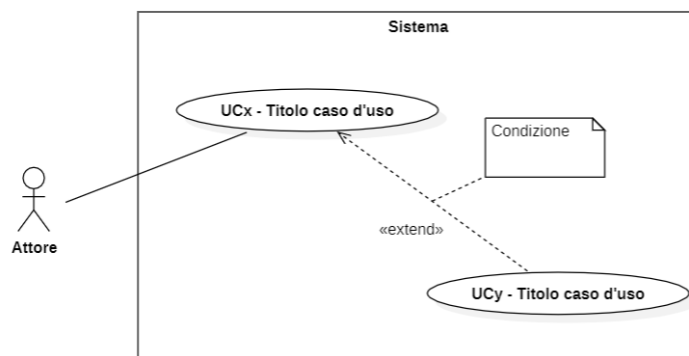 Sistema
UCx - Titolo caso d'uso
Condizione
Attore
«extend»
UCy - Titolo caso d'uso